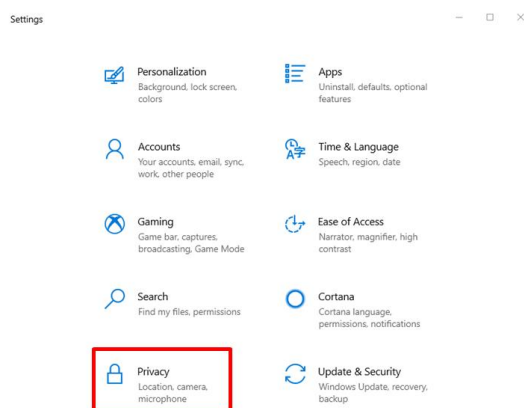 Settings
Personalization
Background, lock screen,
colors
Apps
Uninstall, defaults, optional
features
Accounts
Your accounts, email, sync,
work, other people
Time & Language
Speech, region, date
Gaming
Game bar, captures,
broadcasting, Game Mode
Ease of Access
Narrator, magnifier, high
contrast
Search
Find my files, permissions
Cortana
Cortana language,
permissions, notifications
Privacy
Location, camera,
microphone
Update & Security
Windows Update, recovery,
backup